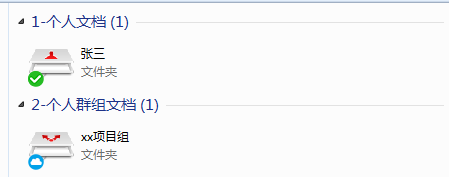 1-个人文档 (1)
张三
文件夹
2-个人群组文档 (1)
xx项目组
文件夹